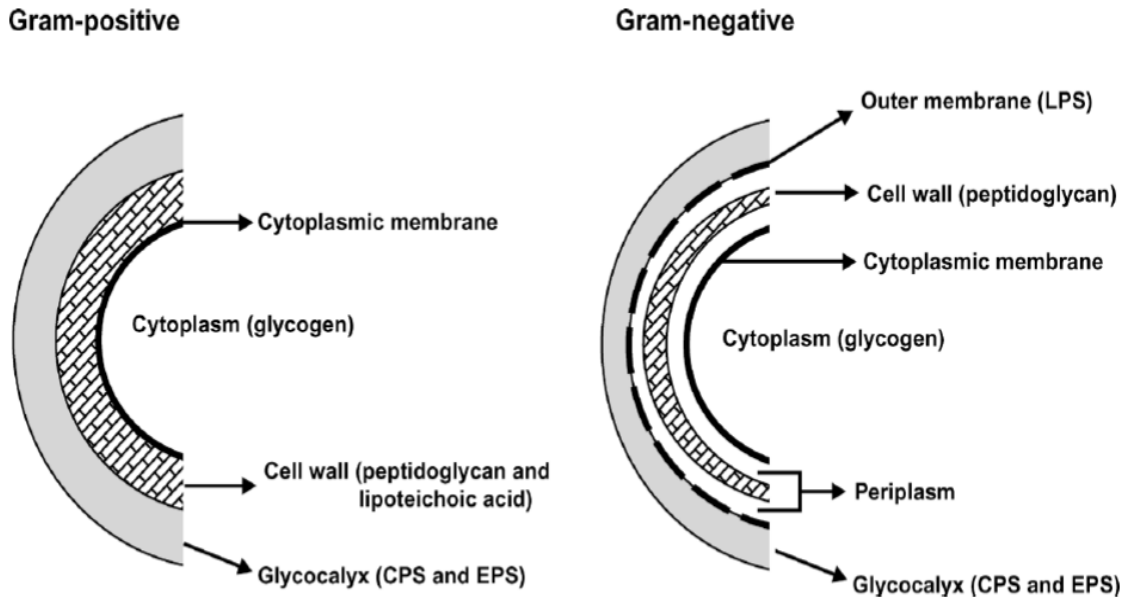 Gram-positive
Cytoplasmic membrane
Cytoplasm (glycogen)
Cell wall (peptidoglycan and
lipoteichoic acid)
Glycocalyx (CPS and EPS)
Gram-negative
Outer membrane (LPS)
Cell wall (peptidoglycan)
Cytoplasmic membrane
Cytoplasm (glycogen)
Periplasm
Glycocalyx (CPS and EPS)